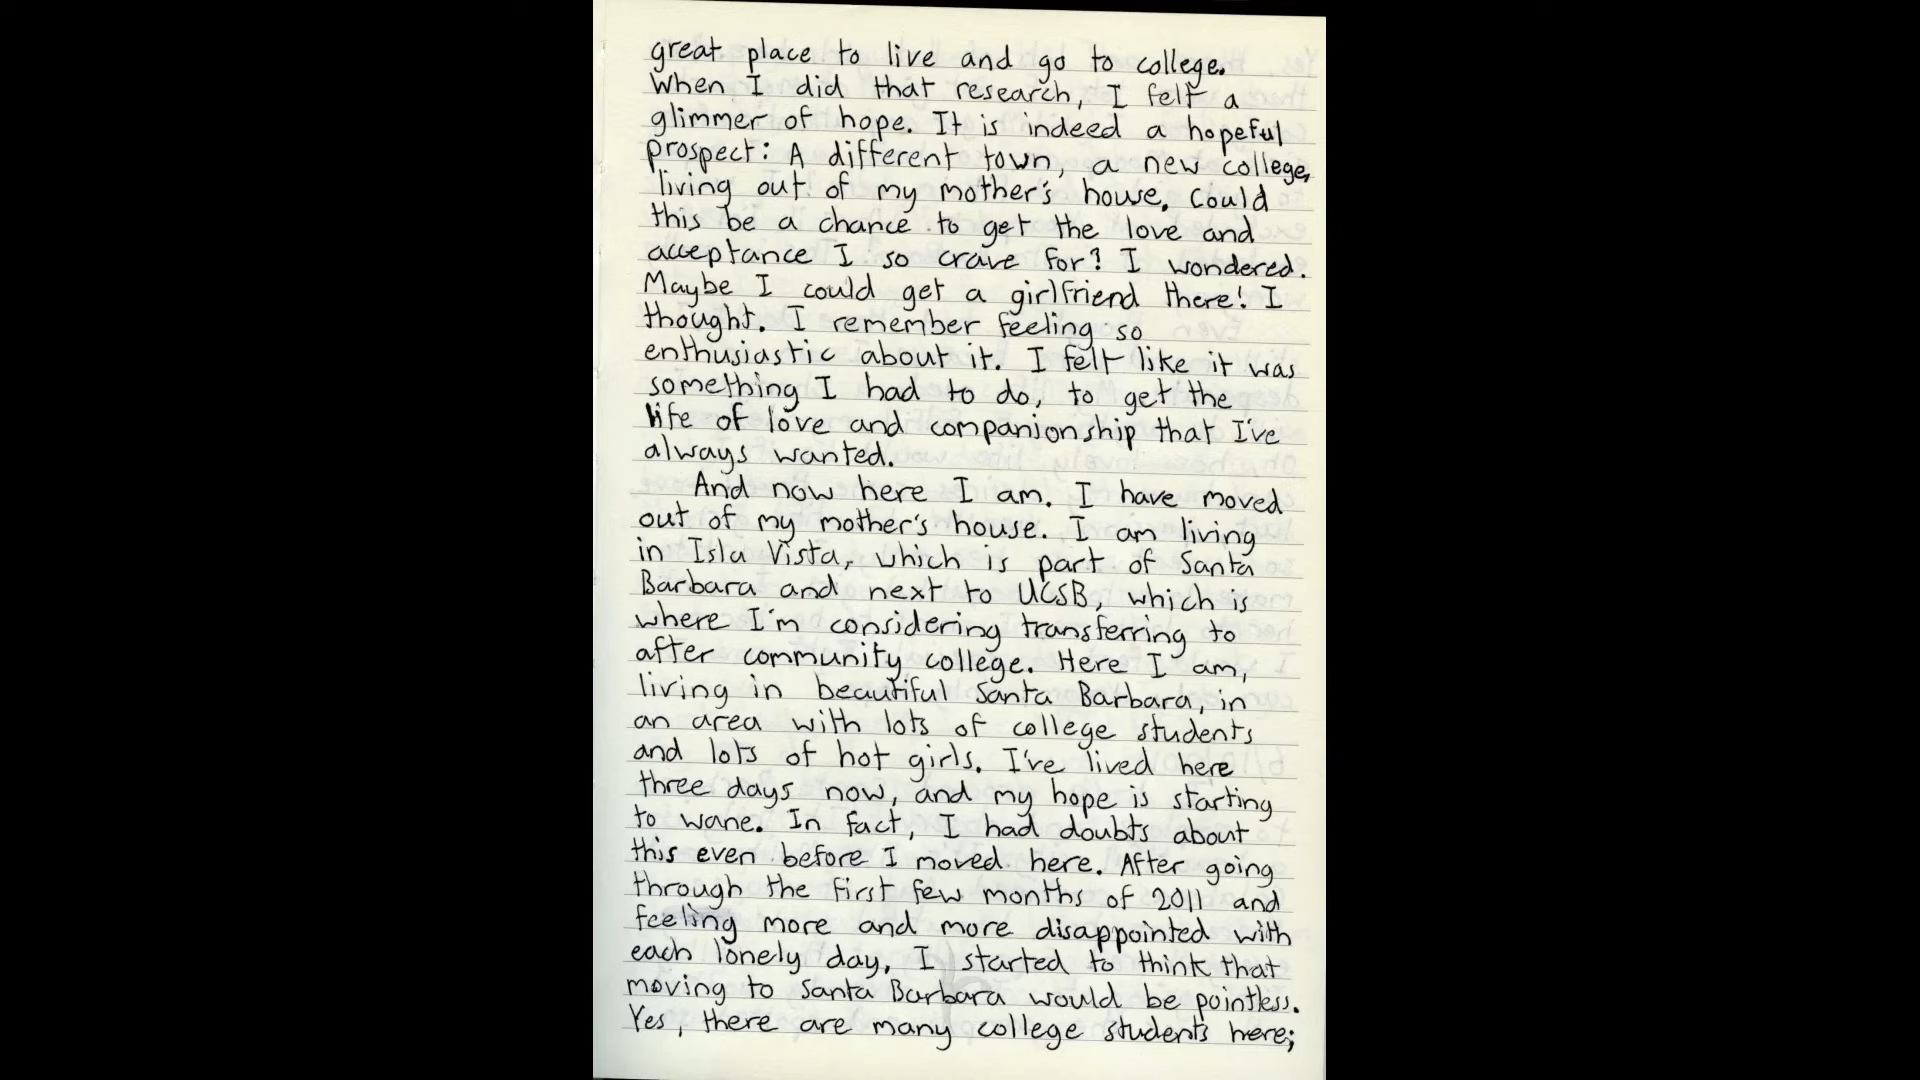 great place to live and go to college.
When I did that research, I felt a
glimmer of hope. It is indeed a hopeful
prospect: A different town, a new college,
living out of my mother's house. Could
this be a chance to get the love and
acceptance I so crave for? I wondered.
Maybe I could get a girlfriend there! I
thought. I remember feeling so
enthusiastic about it. I felt like it was
something I had to do, to get the
life of love and companionship that I've
always wanted.
And now here I am. I have moved
out of my mother's house. I am living
in Isla Vista, which is part of Santa
Barbara and next to UCSB, which is
where I'm considering transferring to
after community college. Here I am,
living in beautiful Santa Barbara, in
an area with lots of college students
and lots of hot girls. I've lived here
three days now, and my hope is starting
to wane. In fact, I had doubts about
this even before I moved here. After going
through the first few months of 2011 and
feeling more and more disappointed with
each lonely day, I started to think that
moving to Santa Barbara would be pointless.
Yes, there are many college students here;